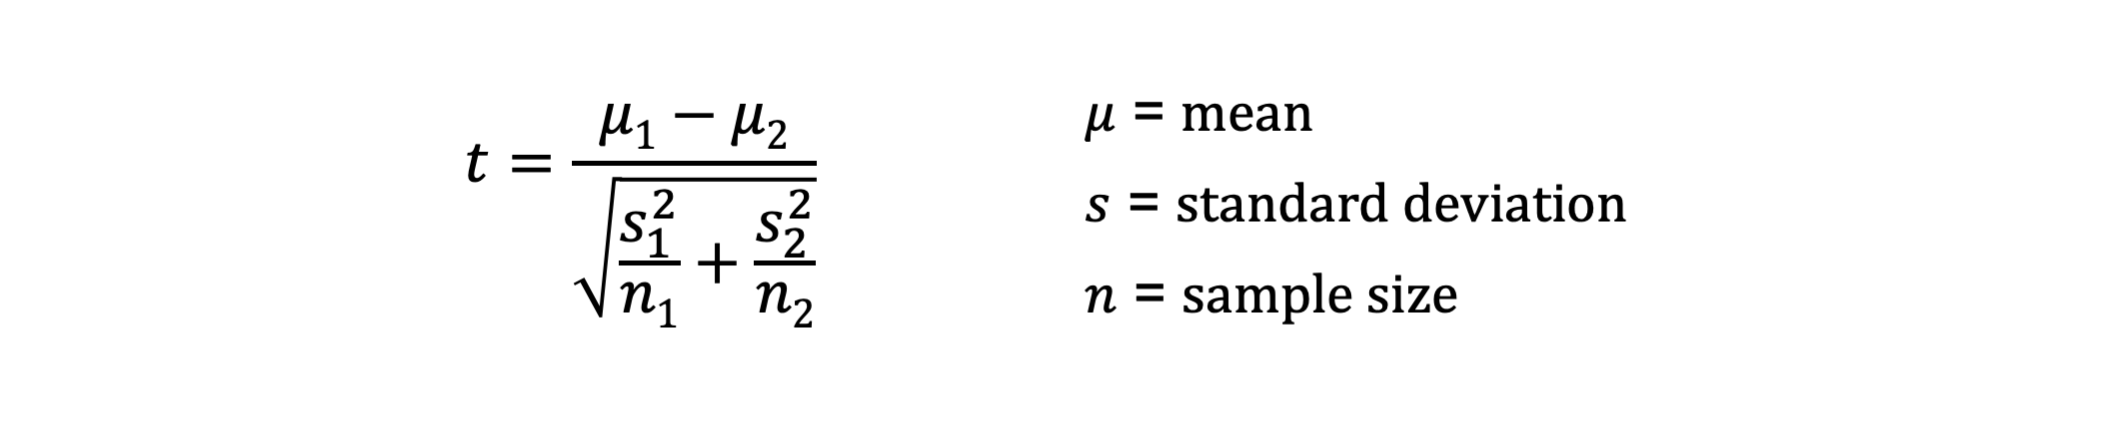 t = (μ₁ − μ₂) / √(s₁²/n₁ + s₂²/n₂)
μ = mean
s = standard deviation
n = sample size